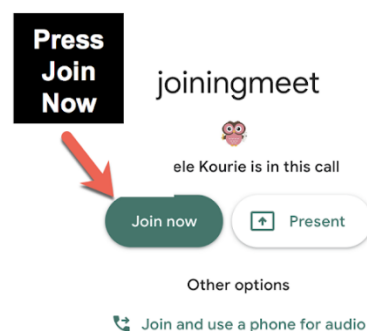 Press
Join
Now
joiningmeet
ele Kourie is in this call
Join now
Present
Other options
Join and use a phone for audio